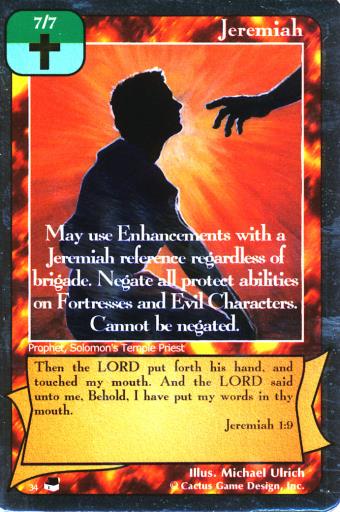 7/7
Jeremiah
May use Enhancements with a
Jeremiah reference regardless of
brigade. Negate all protect abilities
on Fortresses and Evil Characters.
Cannot be negated.
Prophet, Solomon's Temple Priest
Then the LORD put forth his hand, and
touched my mouth. And the LORD said
unto me, Behold, I have put my words in thy
mouth.
Jeremiah 1:9
Illus. Michael Ulrich
34
© Cactus Game Design, Inc.